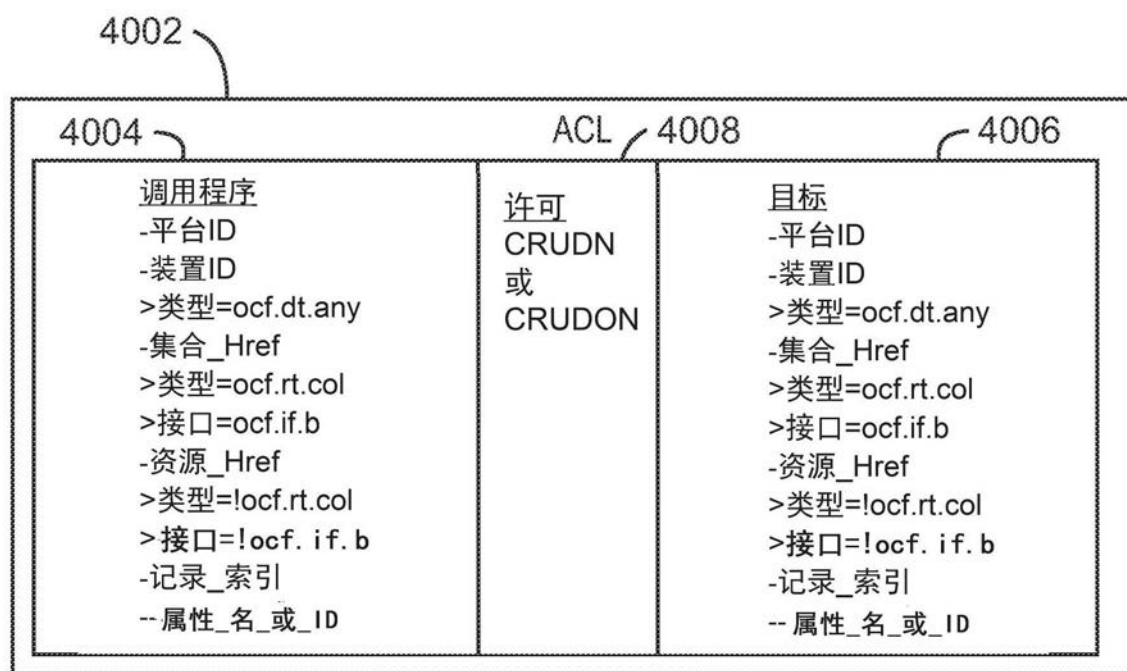 4002
4004
ACL
4008
4006
调用程序
-平台ID
-装置ID
>类型=ocf.dt.any
-集合_Href
>类型=ocf.rt.col
>接口=ocf.if.b
-资源_Href
>类型=!ocf.rt.col
>接口=!ocf.if.b
-记录_索引
--属性_名_或_ID
许可
CRUDN
或
CRUDON
目标
-平台ID
-装置ID
>类型=ocf.dt.any
-集合_Href
>类型=ocf.rt.col
>接口=ocf.if.b
-资源_Href
>类型=!ocf.rt.col
>接口=!ocf.if.b
-记录_索引
--属性_名_或_ID